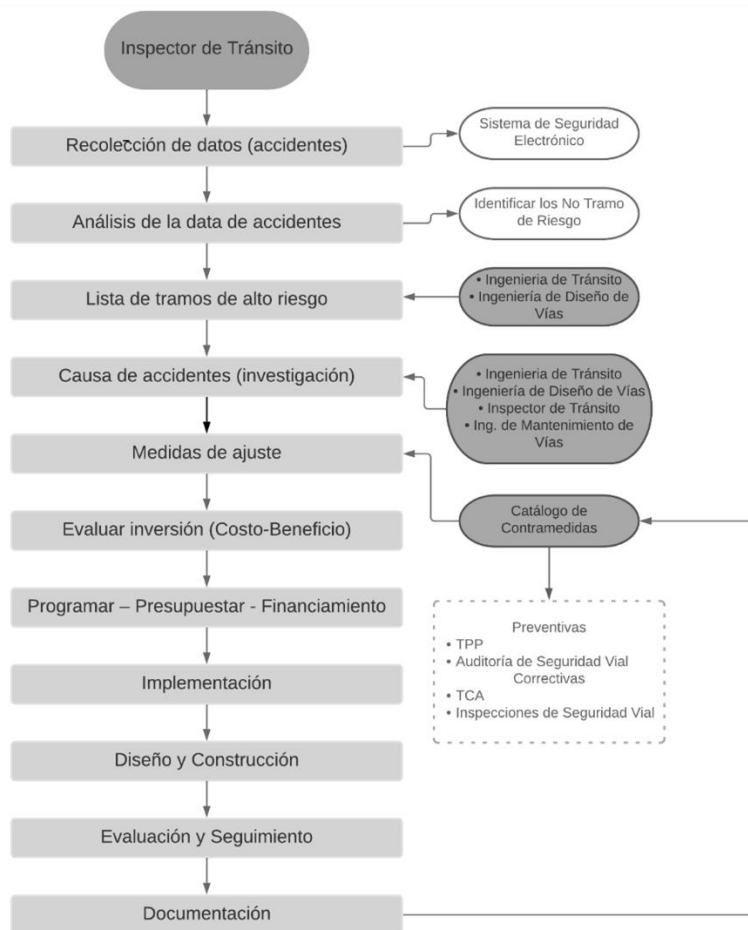 Inspector de Tránsito
Recolección de datos (accidentes)
Sistema de Seguridad
Electrónico
Análisis de la data de accidentes
Identificar los No Tramo
de Riesgo
Lista de tramos de alto riesgo
• Ingenieria de Tránsito
• Ingeniería de Diseño de
Vías
Causa de accidentes (investigación)
• Ingenieria de Tránsito
• Ingeniería de Diseño de Vías
• Inspector de Tránsito
• Ing. de Mantenimiento de
Vías
Medidas de ajuste
Catálogo de
Contramedidas
Evaluar inversión (Costo-Beneficio)
Programar – Presupuestar - Financiamiento
Preventivas
• TPP
• Auditoría de Seguridad Vial
Correctivas
• TCA
• Inspecciones de Seguridad Vial
Implementación
Diseño y Construcción
Evaluación y Seguimiento
Documentación